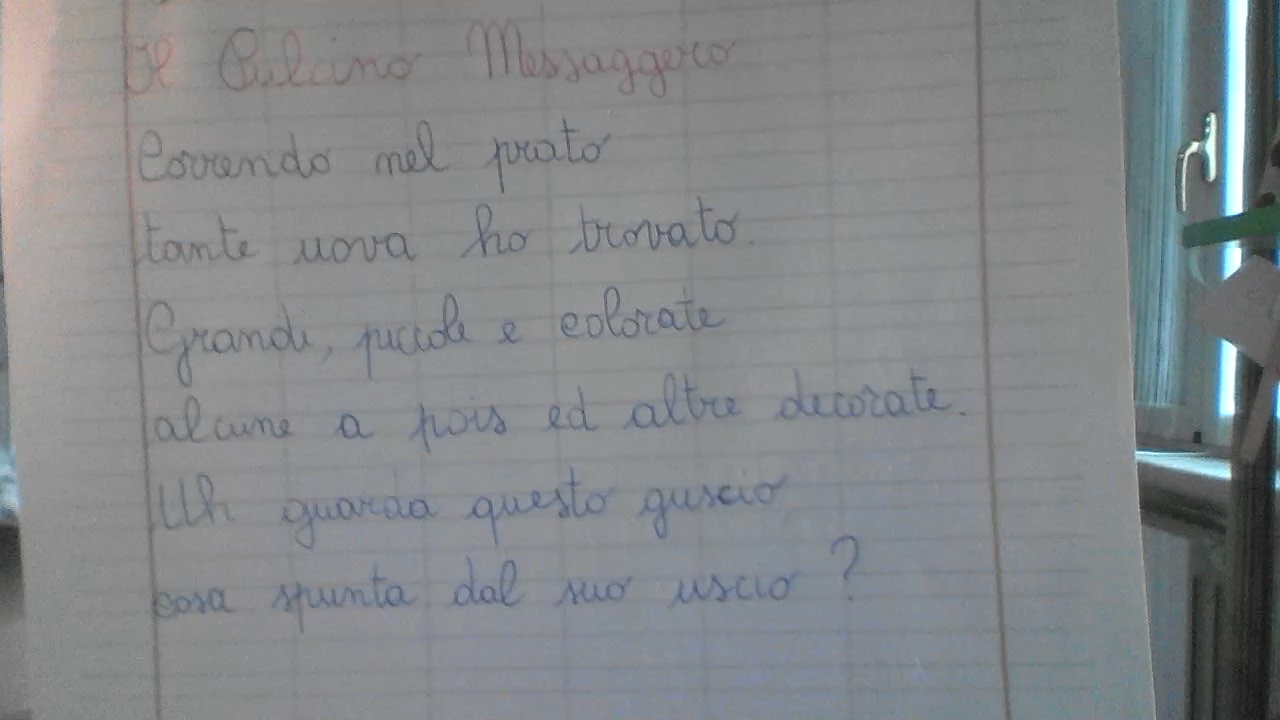 Il Pulcino Messaggero
Correndo nel prato
tante uova ho trovato.
Grandi, piccole e colorate
alcune a pois ed altre decorate.
Uh guarda questo guscio
cosa spunta dal suo uscio ?